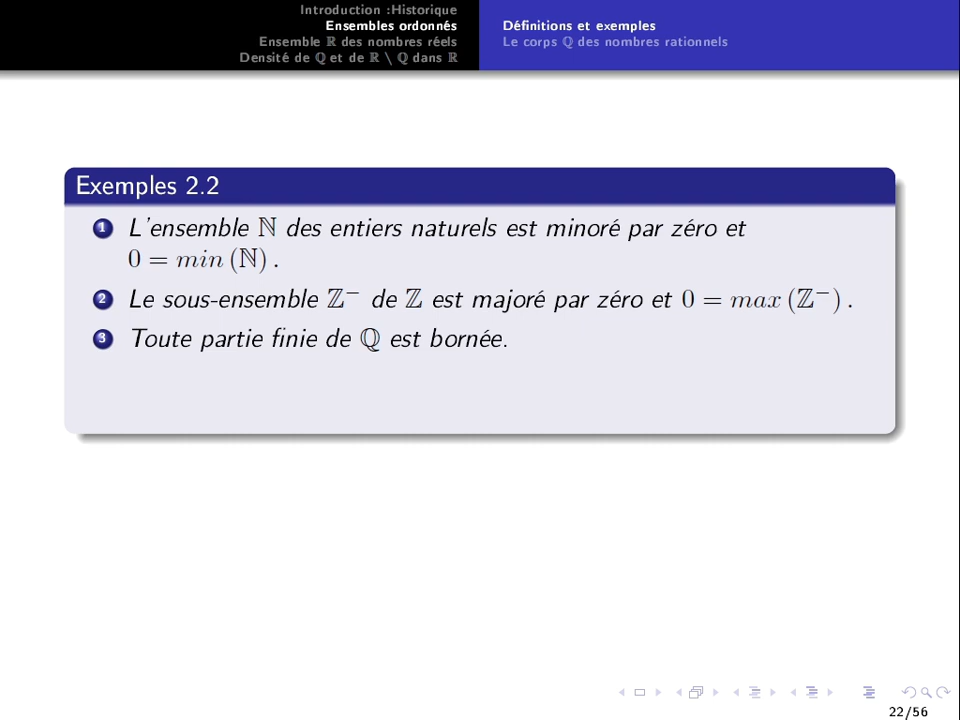 Introduction :Historique
Ensembles ordonnés
Ensemble ℝ des nombres réels
Densité de ℚ et de ℝ \ ℚ dans ℝ
Définitions et exemples
Le corps ℚ des nombres rationnels
Exemples 2.2
1 L'ensemble ℕ des entiers naturels est minoré par zéro et
0 = min (ℕ) .
2 Le sous-ensemble ℤ⁻ de ℤ est majoré par zéro et 0 = max (ℤ⁻) .
3 Toute partie finie de ℚ est bornée.
22/56